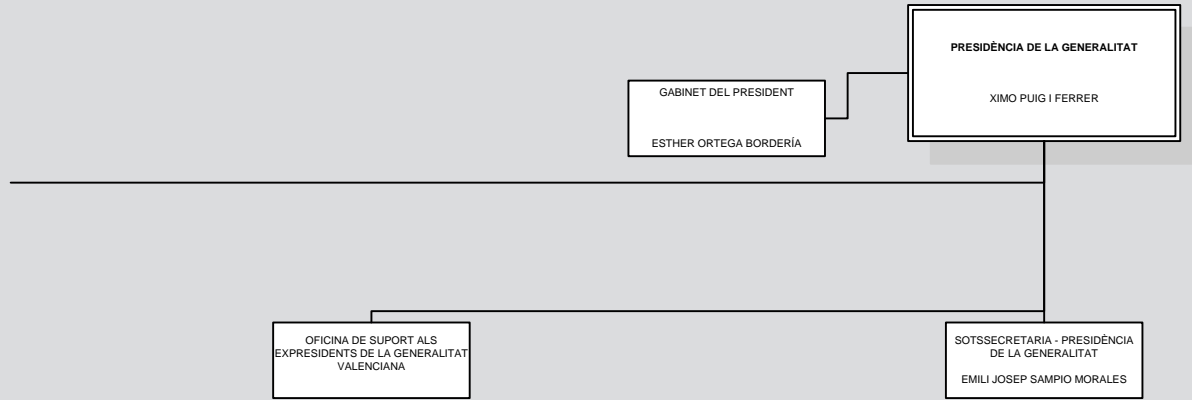 PRESIDÈNCIA DE LA GENERALITAT
XIMO PUIG I FERRER
GABINET DEL PRESIDENT
ESTHER ORTEGA BORDERÍA
OFICINA DE SUPORT ALS
EXPRESIDENTS DE LA GENERALITAT
VALENCIANA
SOTSSECRETARIA - PRESIDÈNCIA
DE LA GENERALITAT
EMILI JOSEP SAMPIO MORALES